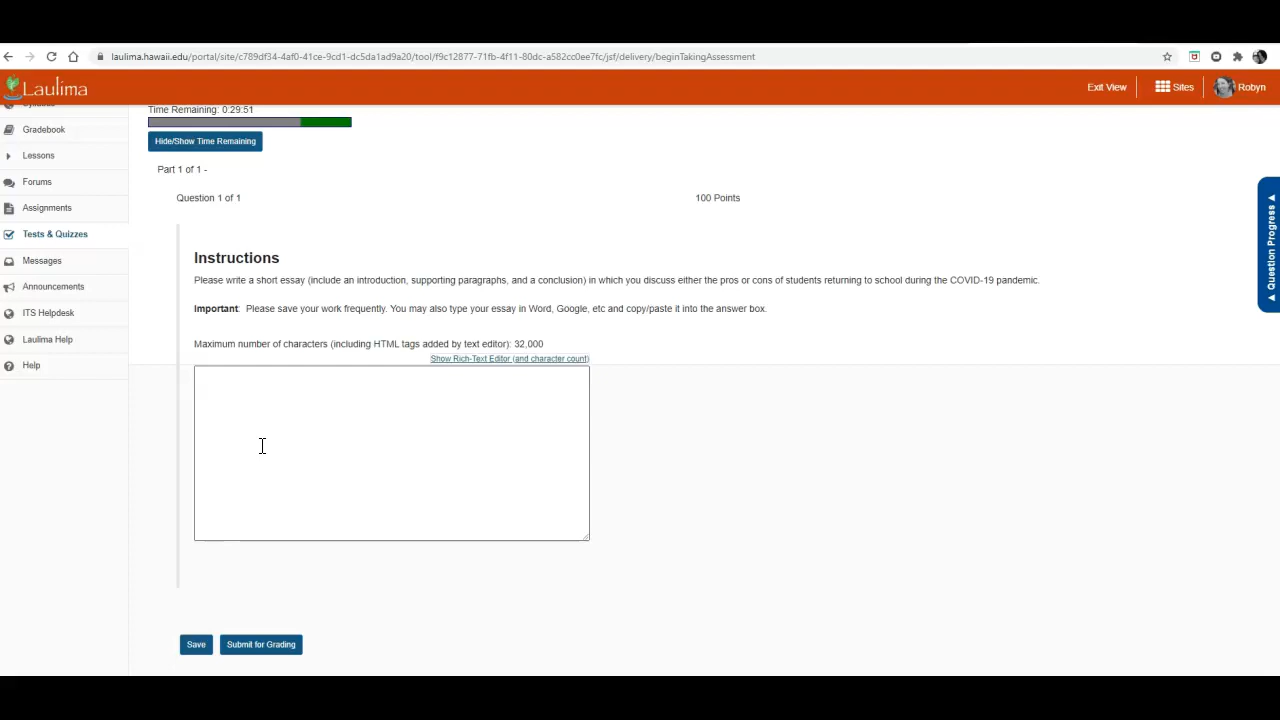 laulima.hawaii.edu/portal/site/c789df34-4af0-41ce-9cd1-dc5da1ad9a20/tool/f9c12877-71fb-4f11-80dc-a582cc0ee7fc/jsf/delivery/beginTakingAssessment
Laulima
Exit View
Sites
Robyn
Gradebook
Lessons
Forums
Assignments
Tests & Quizzes
Messages
Announcements
ITS Helpdesk
Laulima Help
Help
Time Remaining: 0:29:51
Hide/Show Time Remaining
Part 1 of 1 -
Question 1 of 1
100 Points
Instructions
Please write a short essay (include an introduction, supporting paragraphs, and a conclusion) in which you discuss either the pros or cons of students returning to school during the COVID-19 pandemic.
Important: Please save your work frequently. You may also type your essay in Word, Google, etc and copy/paste it into the answer box.
Maximum number of characters (including HTML tags added by text editor): 32,000
Show Rich-Text Editor (and character count)
Save
Submit for Grading
▲ Question Progress ▲